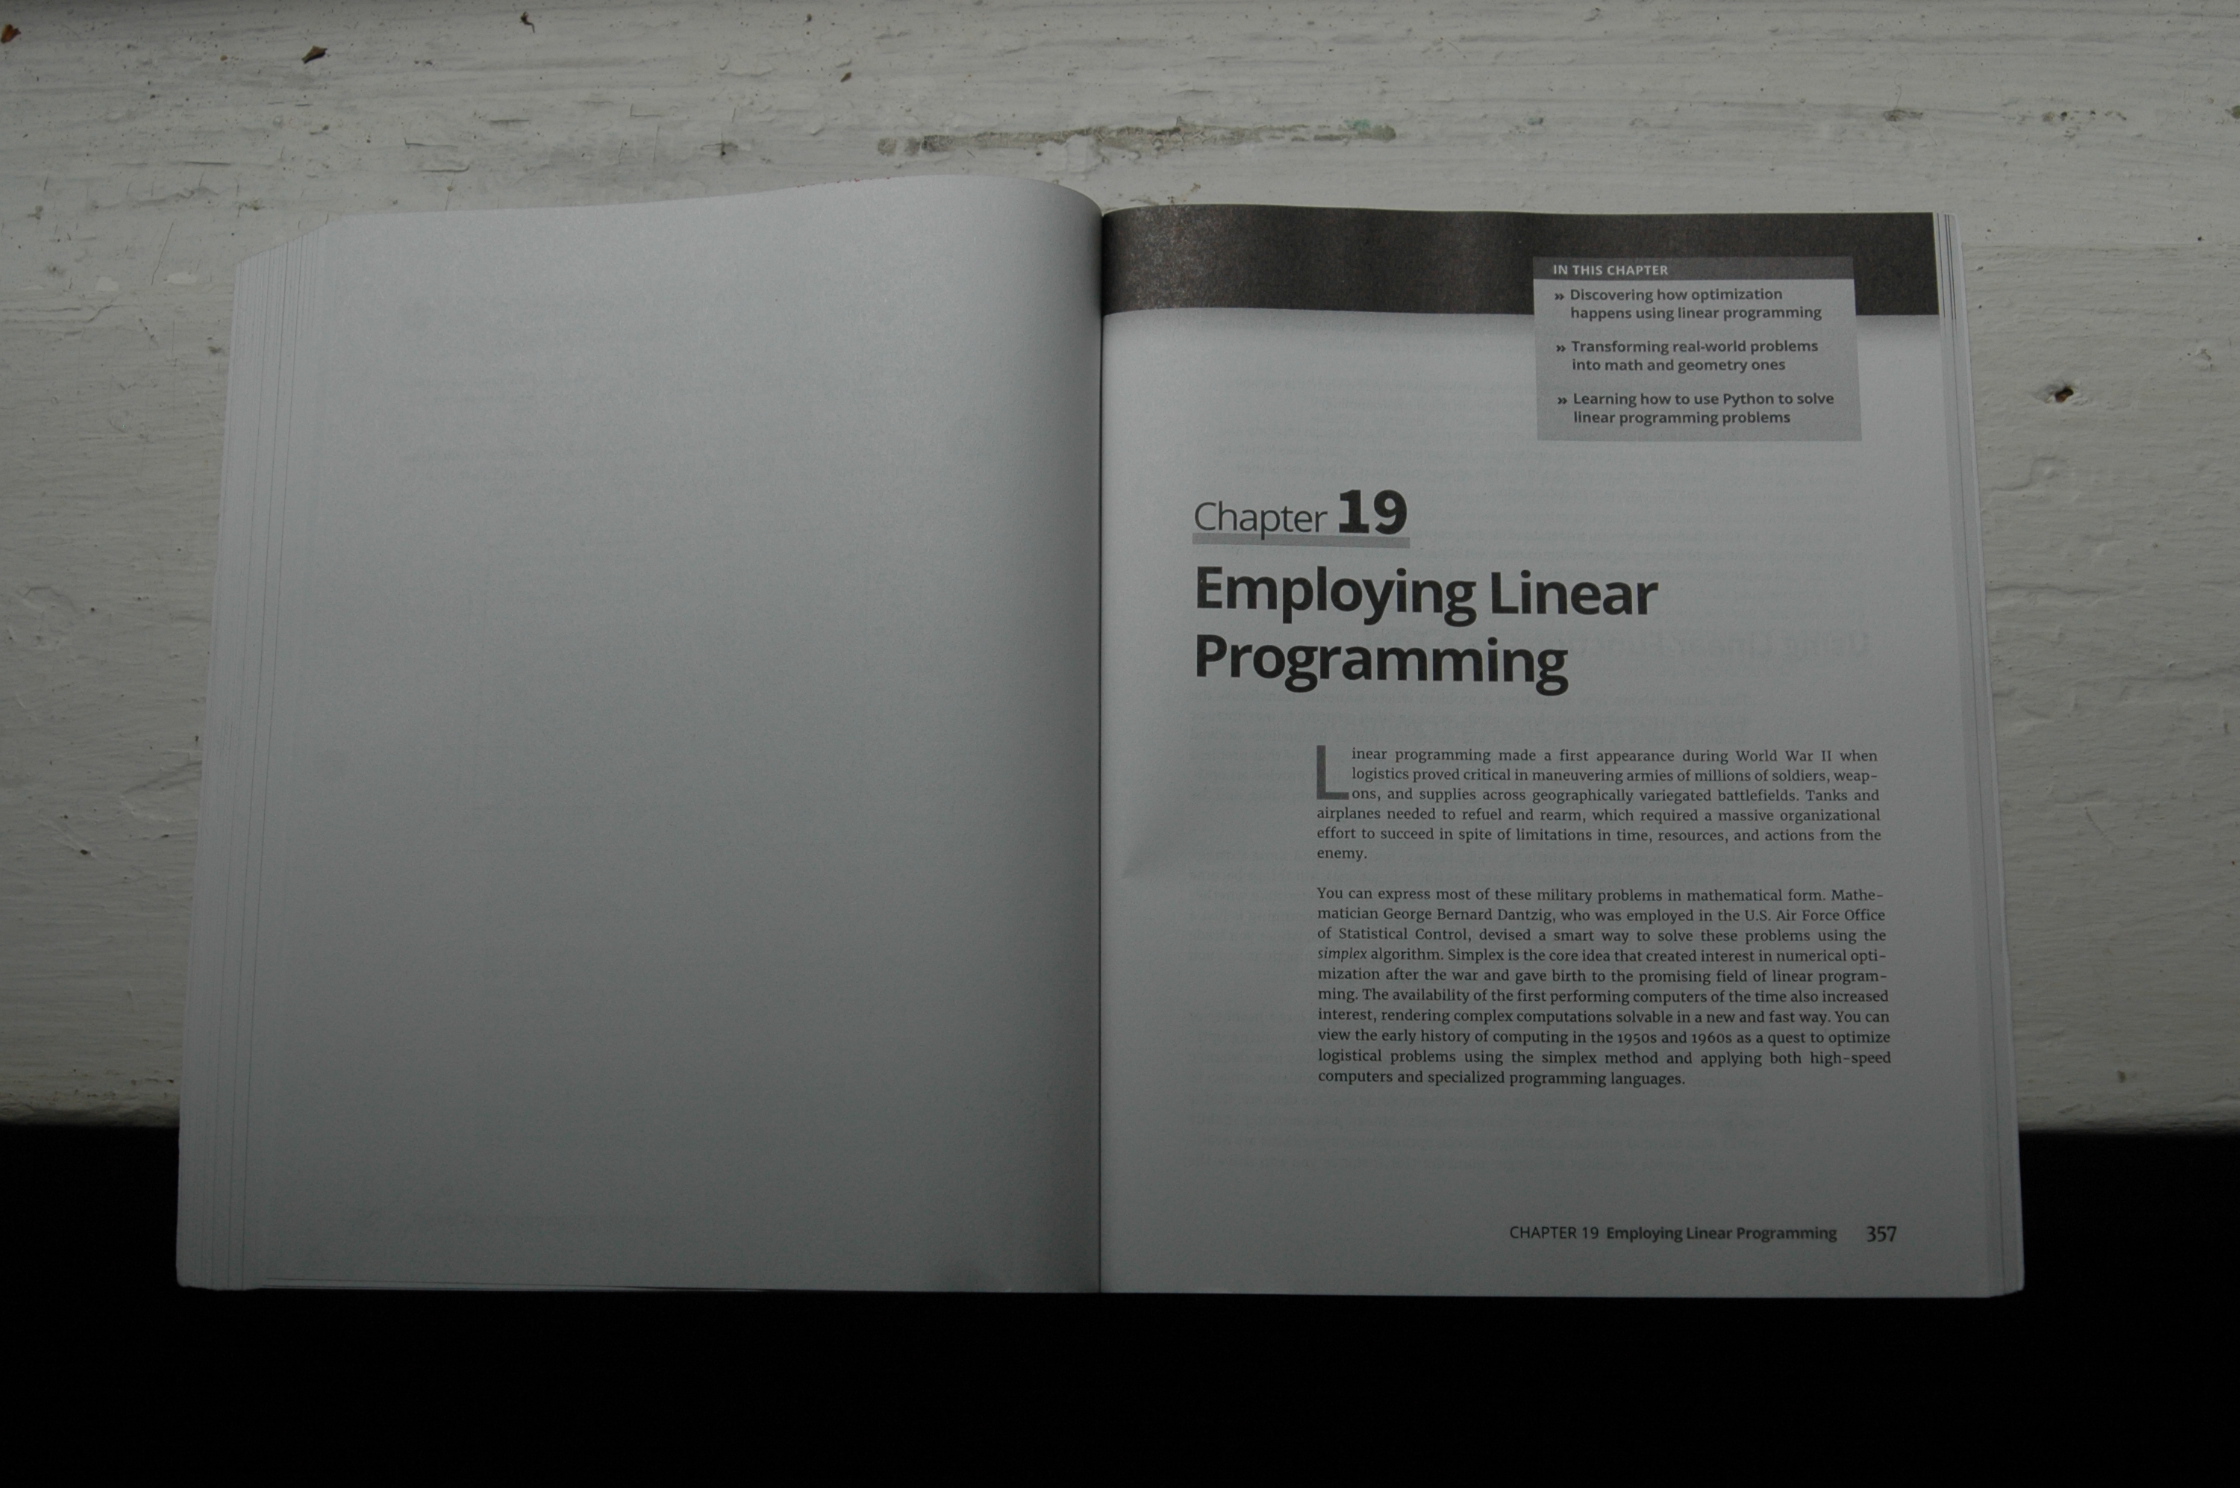 IN THIS CHAPTER
» Discovering how optimization
happens using linear programming
» Transforming real-world problems
into math and geometry ones
» Learning how to use Python to solve
linear programming problems
Chapter 19
Employing Linear
Programming
Linear programming made a first appearance during World War II when
logistics proved critical in maneuvering armies of millions of soldiers, weap-
ons, and supplies across geographically variegated battlefields. Tanks and
airplanes needed to refuel and rearm, which required a massive organizational
effort to succeed in spite of limitations in time, resources, and actions from the
enemy.
You can express most of these military problems in mathematical form. Mathe-
matician George Bernard Dantzig, who was employed in the U.S. Air Force Office
of Statistical Control, devised a smart way to solve these problems using the
simplex algorithm. Simplex is the core idea that created interest in numerical opti-
mization after the war and gave birth to the promising field of linear program-
ming. The availability of the first performing computers of the time also increased
interest, rendering complex computations solvable in a new and fast way. You can
view the early history of computing in the 1950s and 1960s as a quest to optimize
logistical problems using the simplex method and applying both high-speed
computers and specialized programming languages.
CHAPTER 19 Employing Linear Programming 357